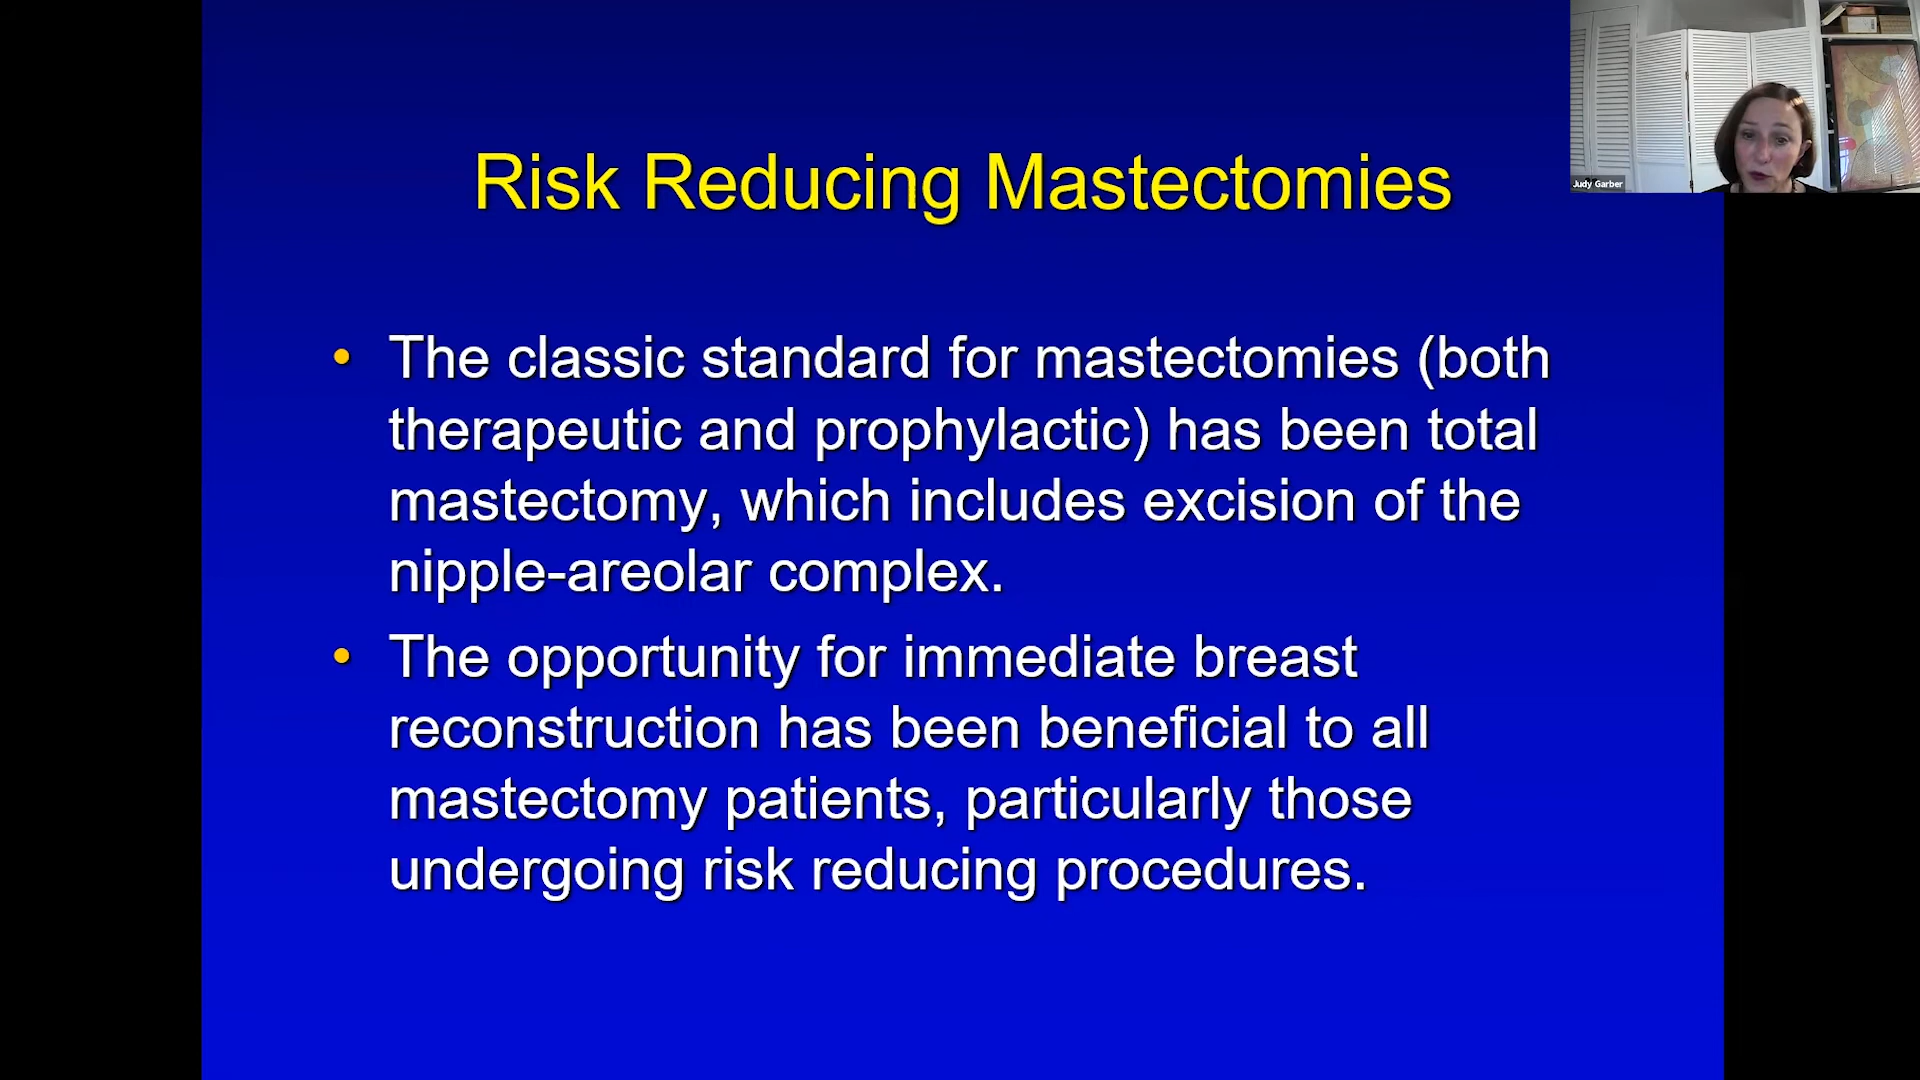 Risk Reducing Mastectomies
Judy Garber
• The classic standard for mastectomies (both
therapeutic and prophylactic) has been total
mastectomy, which includes excision of the
nipple-areolar complex.
• The opportunity for immediate breast
reconstruction has been beneficial to all
mastectomy patients, particularly those
undergoing risk reducing procedures.